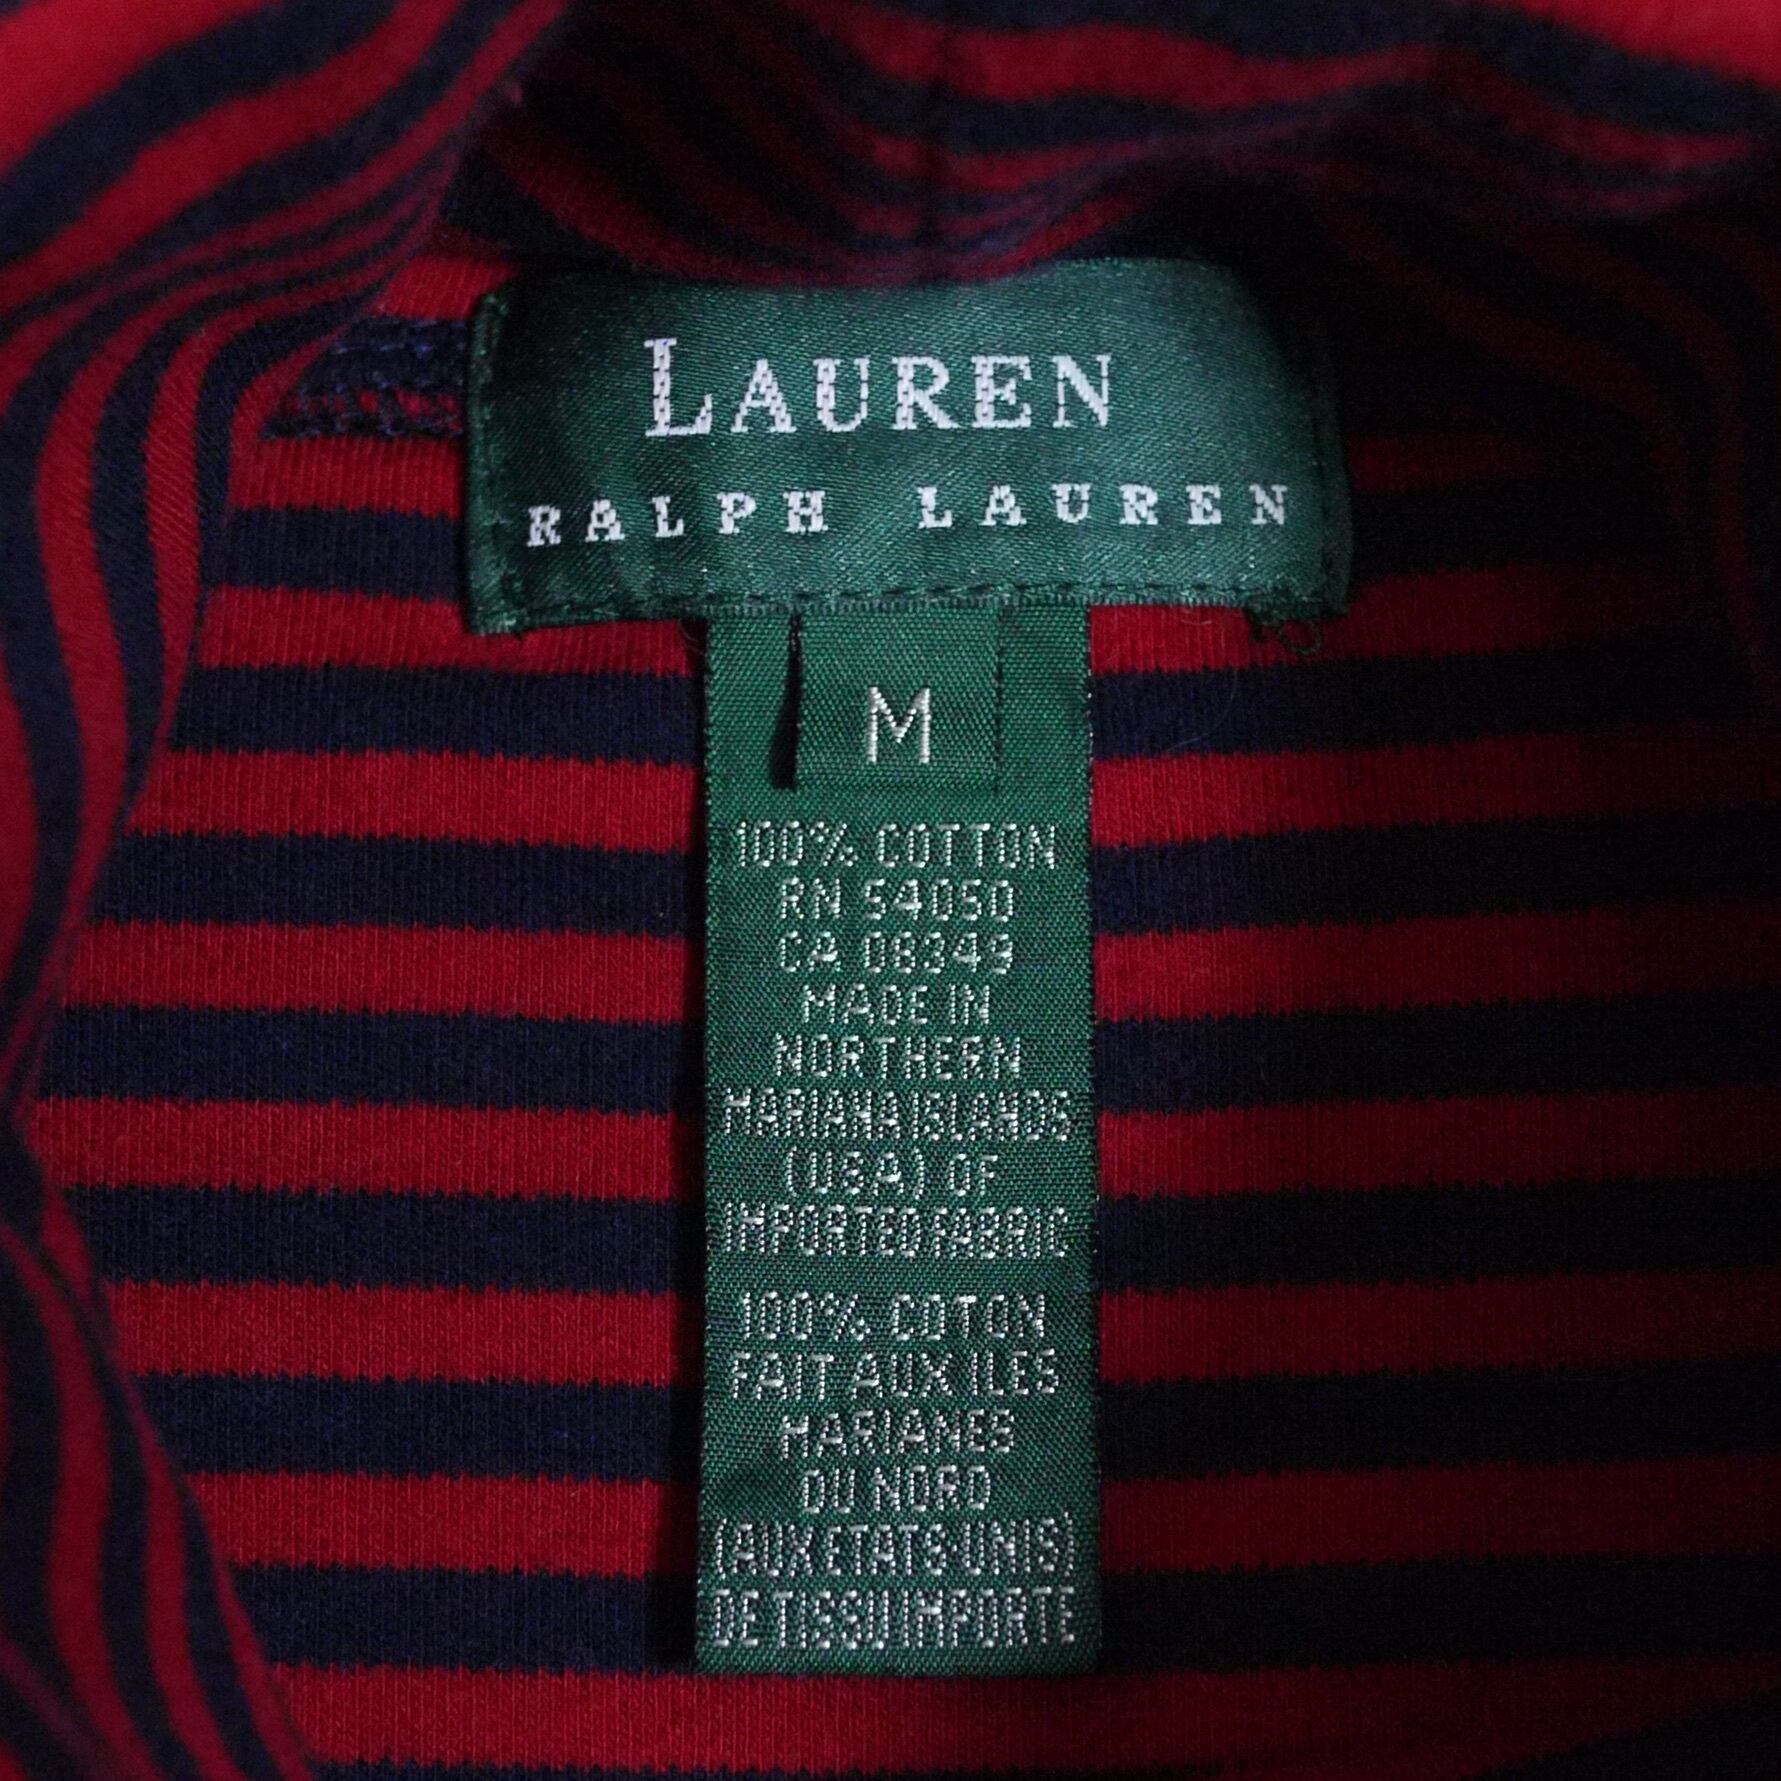 LAUREN
RALPH LAUREN
M
100% COTTON
RN 54050
CA 08349
MADE IN
NORTHERN
MARIANA ISLANDS
(USA) OF
IMPORTED FABRIC
100% COTON
FAIT AUX ILES
MARIANES
DU NORD
(AUX ETATS-UNIS)
DE TISSU IMPORTE